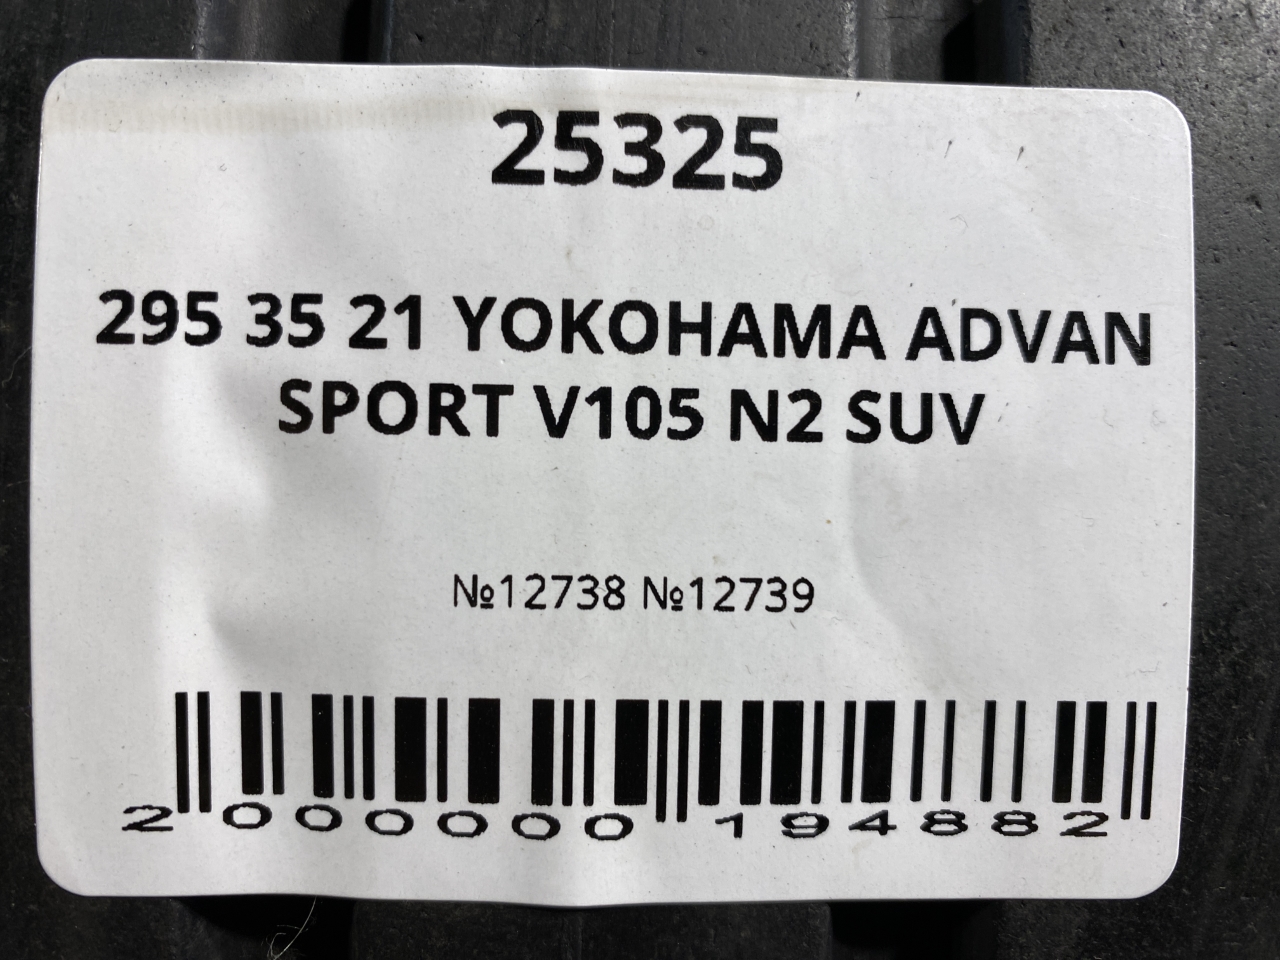 25325
295 35 21 YOKOHAMA ADVAN
SPORT V105 N2 SUV
№12738 №12739
2 000000 194882